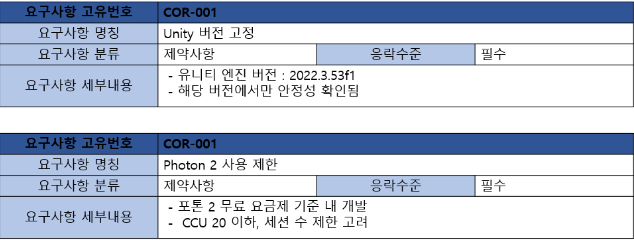 요구사항 고유번호 COR-001
요구사항 명칭 Unity 버전 고정
요구사항 분류 제약사항 응락수준 필수
요구사항 세부내용
- 유니티 엔진 버전 : 2022.3.53f1
- 해당 버전에서만 안정성 확인됨
요구사항 고유번호 COR-001
요구사항 명칭 Photon 2 사용 제한
요구사항 분류 제약사항 응락수준 필수
요구사항 세부내용
- 포톤 2 무료 요금제 기준 내 개발
- CCU 20 이하, 세션 수 제한 고려